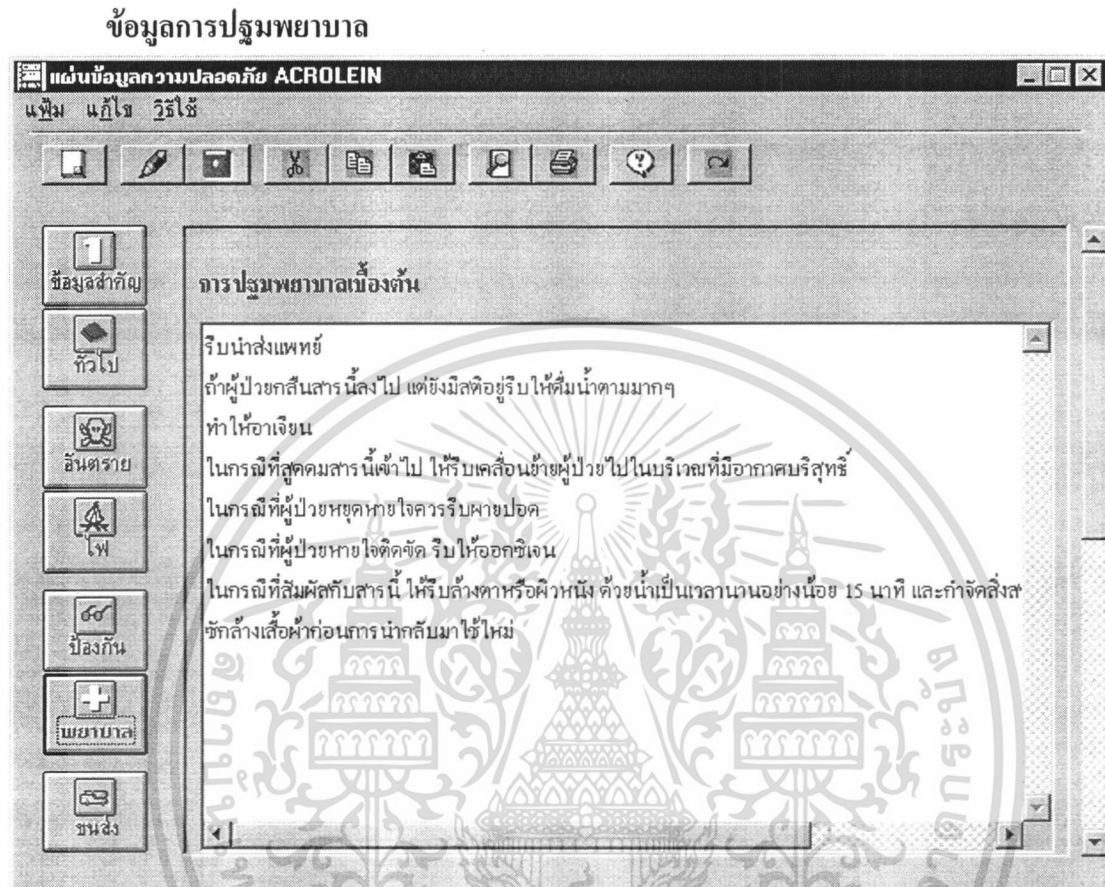 ข้อมูลการปฐมพยาบาล
แผ่นข้อมูลความปลอดภัย ACROLEIN
แฟ้ม แก้ไข วิธีใช้
ข้อมูลสำคัญ
ทั่วไป
อันตราย
ไฟ
ป้องกัน
พยาบาล
ขนส่ง
การปฐมพยาบาลเบื้องต้น
รีบนำส่งแพทย์
ถ้าผู้ป่วยกลืนสารนี้ลงไป แต่ยังมีสติอยู่รีบให้ดื่มน้ำตามมากๆ
ทำให้อาเจียน
ในกรณีที่สูดดมสารนี้เข้าไป ให้รีบเคลื่อนย้ายผู้ป่วยไปในบริเวณที่มีอากาศบริสุทธิ์
ในกรณีที่ผู้ป่วยหยุดหายใจควรรีบผายปอด
ในกรณีที่ผู้ป่วยหายใจติดขัด รีบให้ออกซิเจน
ในกรณีที่สัมผัสกับสารนี้ ให้รีบล้างตาหรือผิวหนัง ด้วยน้ำเป็นเวลานานอย่างน้อย 15 นาที และกำจัดสิ่งส
ซักล้างเสื้อผ้าก่อนการนำกลับมาใช้ใหม่